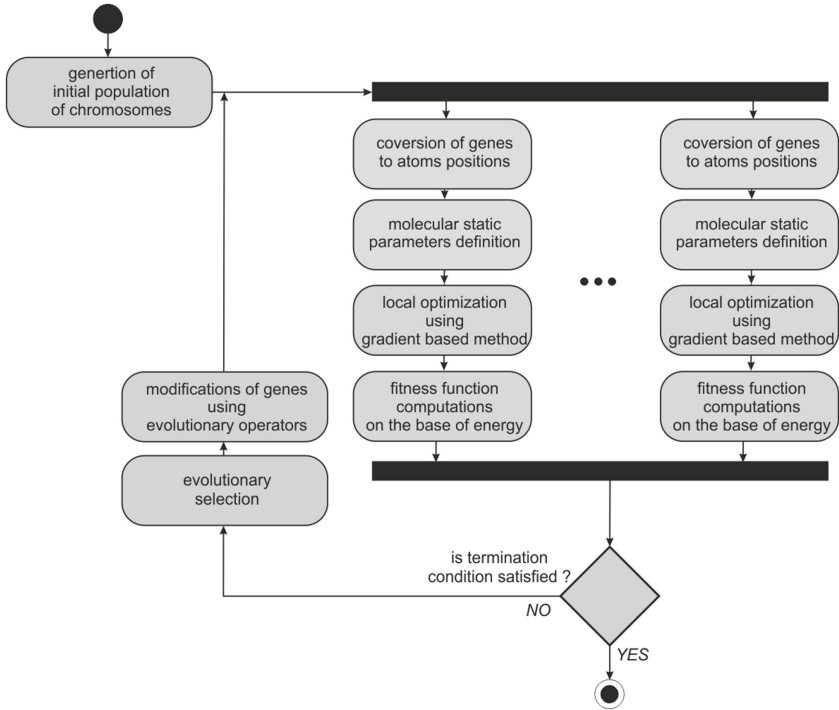 genertion of
initial population
of chromosomes
coversion of genes
to atoms positions
molecular static
parameters definition
local optimization
using
gradient based method
fitness function
computations
on the base of energy
coversion of genes
to atoms positions
molecular static
parameters definition
local optimization
using
gradient based method
fitness function
computations
on the base of energy
modifications of genes
using
evolutionary operators
evolutionary
selection
is termination
condition satisfied ?
NO
YES